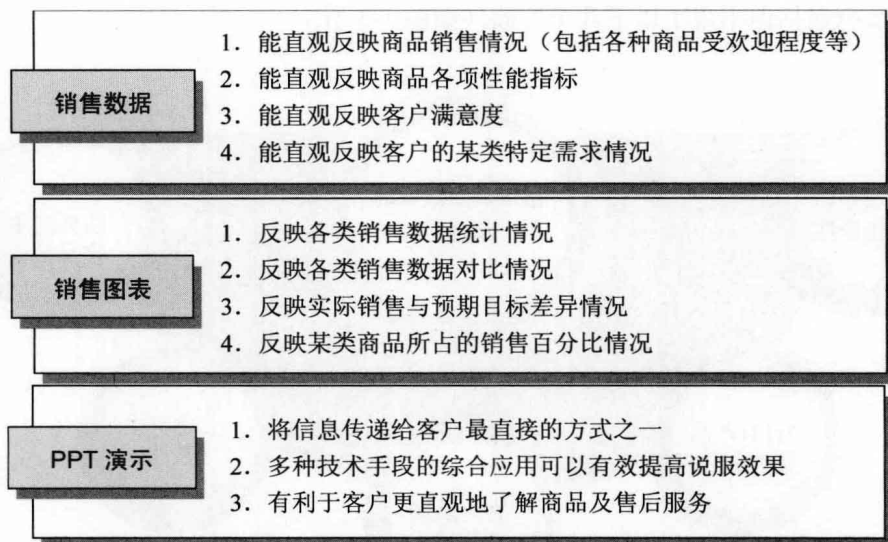 销售数据
1. 能直观反映商品销售情况（包括各种商品受欢迎程度等）
2. 能直观反映商品各项性能指标
3. 能直观反映客户满意度
4. 能直观反映客户的某类特定需求情况
销售图表
1. 反映各类销售数据统计情况
2. 反映各类销售数据对比情况
3. 反映实际销售与预期目标差异情况
4. 反映某类商品所占的销售百分比情况
PPT 演示
1. 将信息传递给客户最直接的方式之一
2. 多种技术手段的综合应用可以有效提高说服效果
3. 有利于客户更直观地了解商品及售后服务